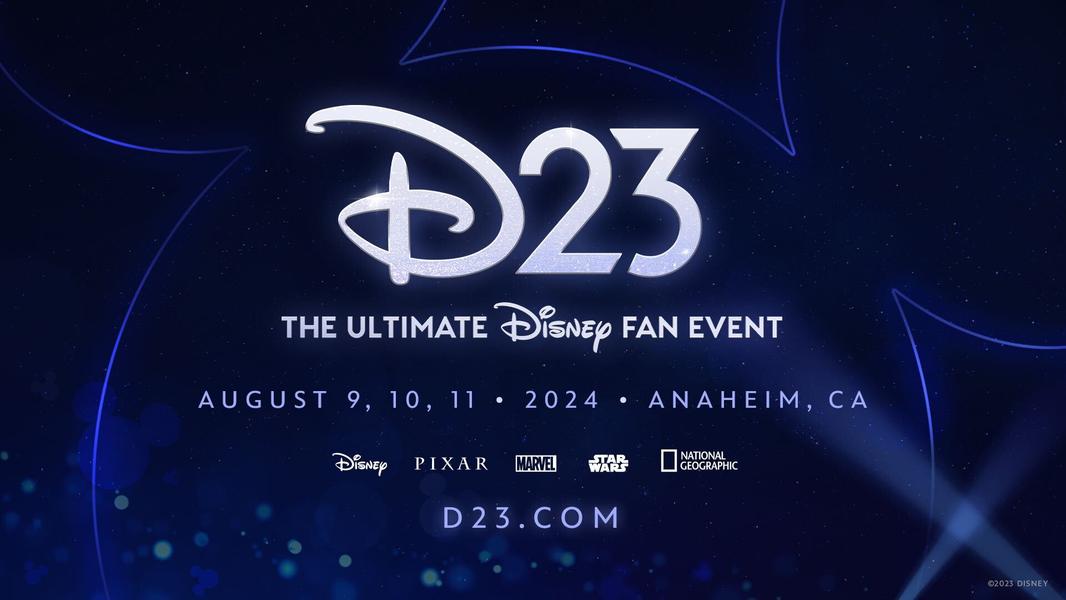 D23
THE ULTIMATE Disney FAN EVENT
AUGUST 9, 10, 11 • 2024 • ANAHEIM, CA
Disney PIXAR MARVEL STAR WARS NATIONAL GEOGRAPHIC
D23.COM
©2023 DISNEY